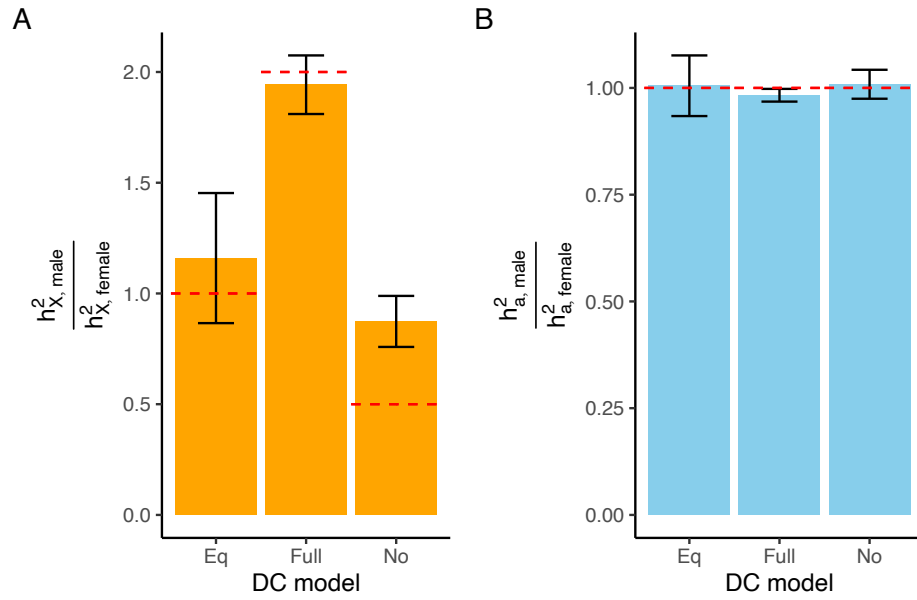 A
h²X, male
h²X, female
2.0
1.5
1.0
0.5
0.0
Eq Full No
DC model
B
h²a, male
h²a, female
1.00
0.75
0.50
0.25
0.00
Eq Full No
DC model